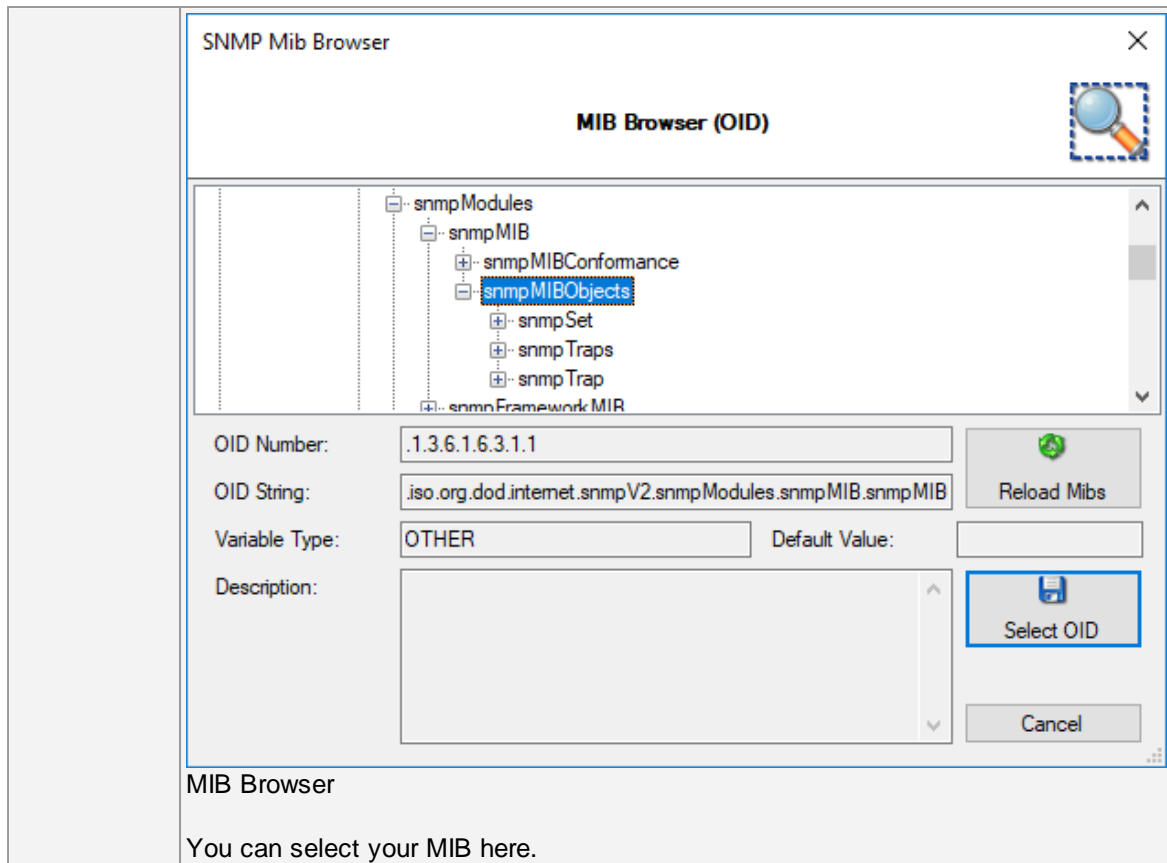 SNMP Mib Browser
MIB Browser (OID)
snmpModules
snmpMIB
snmpMIBConformance
snmpMIBObjects
snmpSet
snmpTraps
snmpTrap
snmpFrameworkMIB
OID Number: .1.3.6.1.6.3.1.1
OID String: .iso.org.dod.internet.snmpV2.snmpModules.snmpMIB.snmpMIB
Reload Mibs
Variable Type: OTHER Default Value:
Description:
Select OID
Cancel
MIB Browser
You can select your MIB here.